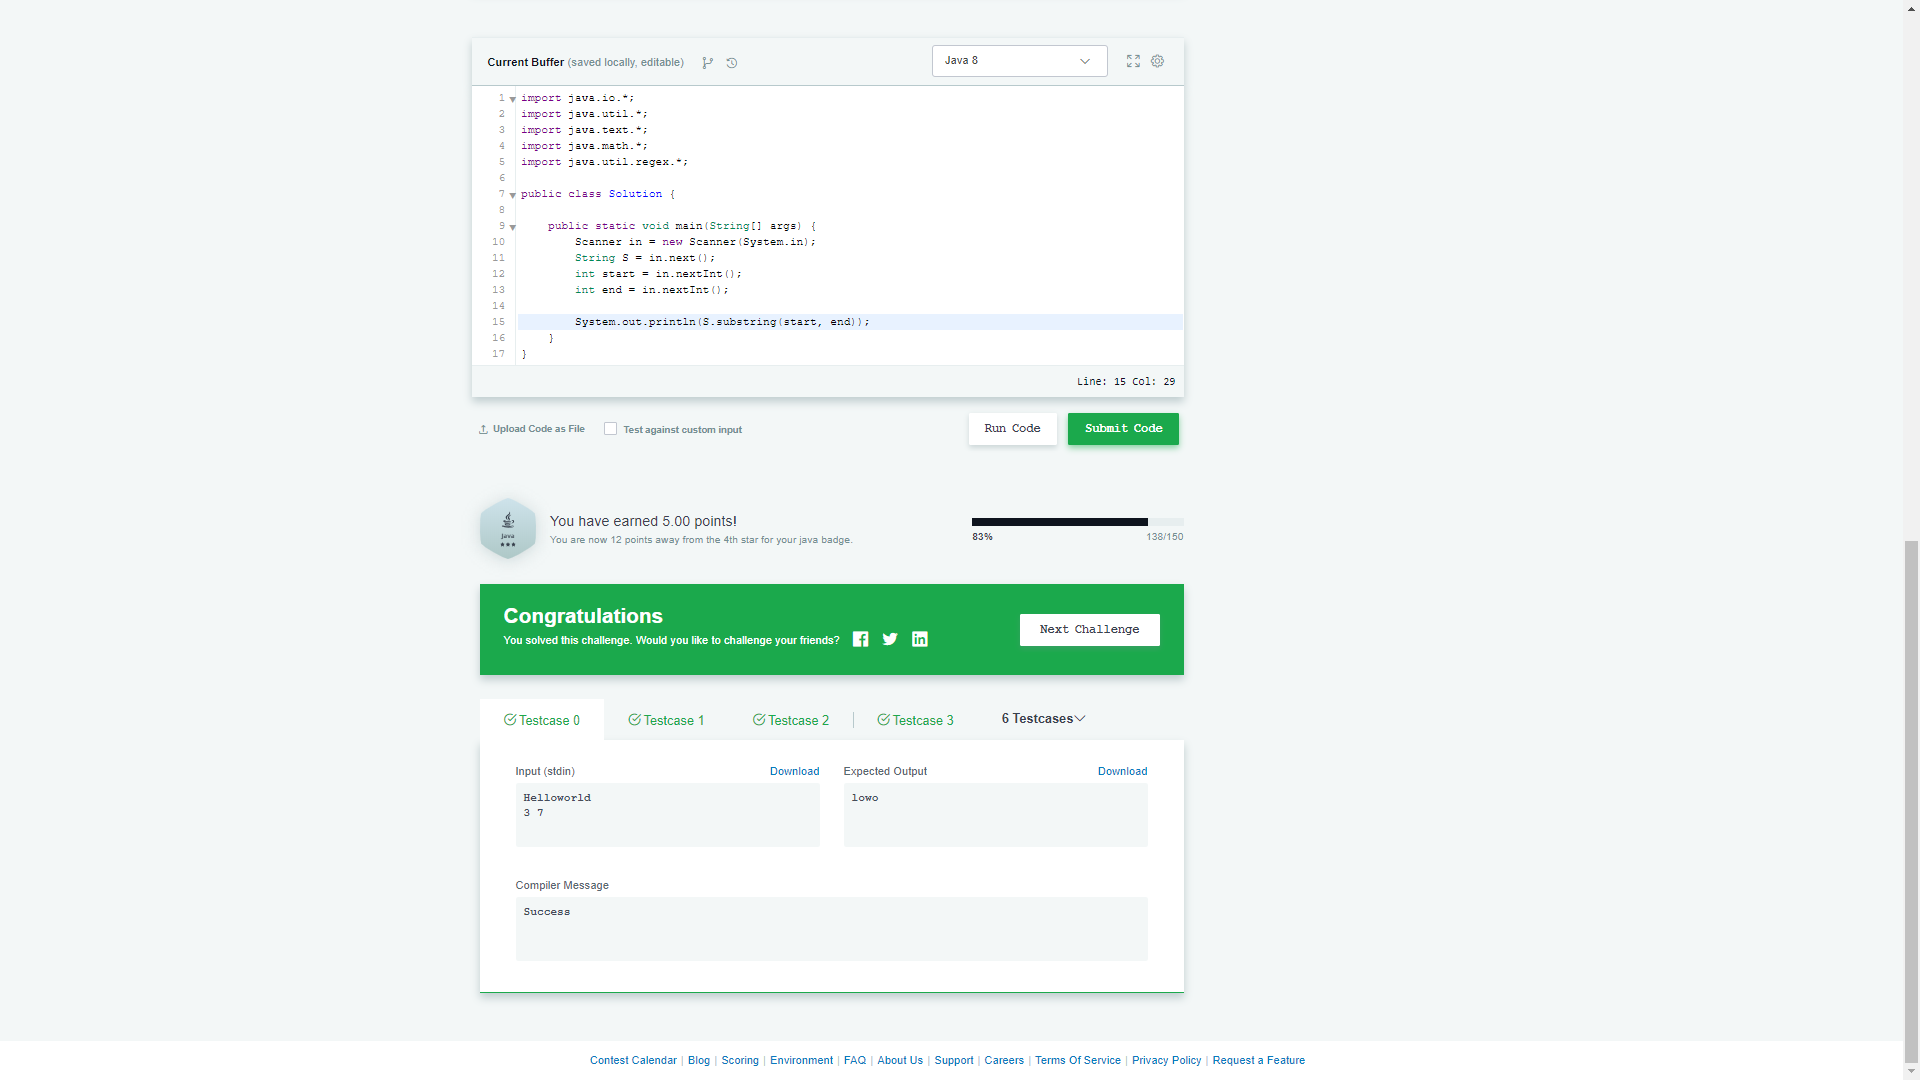 Current Buffer (saved locally, editable)
Java 8
1 import java.io.*;
2 import java.util.*;
3 import java.text.*;
4 import java.math.*;
5 import java.util.regex.*;
6
7 public class Solution {
8
9     public static void main(String[] args) {
10         Scanner in = new Scanner(System.in);
11         String S = in.next();
12         int start = in.nextInt();
13         int end = in.nextInt();
14
15         System.out.println(S.substring(start, end));
16     }
17 }
Line: 15 Col: 29
Upload Code as File
Test against custom input
Run Code
Submit Code
Java
You have earned 5.00 points!
You are now 12 points away from the 4th star for your java badge.
83%
138/150
Congratulations
You solved this challenge. Would you like to challenge your friends?
Next Challenge
Testcase 0
Testcase 1
Testcase 2
Testcase 3
6 Testcases
Input (stdin)
Download
Helloworld
3 7
Expected Output
Download
lowo
Compiler Message
Success
Contest Calendar | Blog | Scoring | Environment | FAQ | About Us | Support | Careers | Terms Of Service | Privacy Policy | Request a Feature